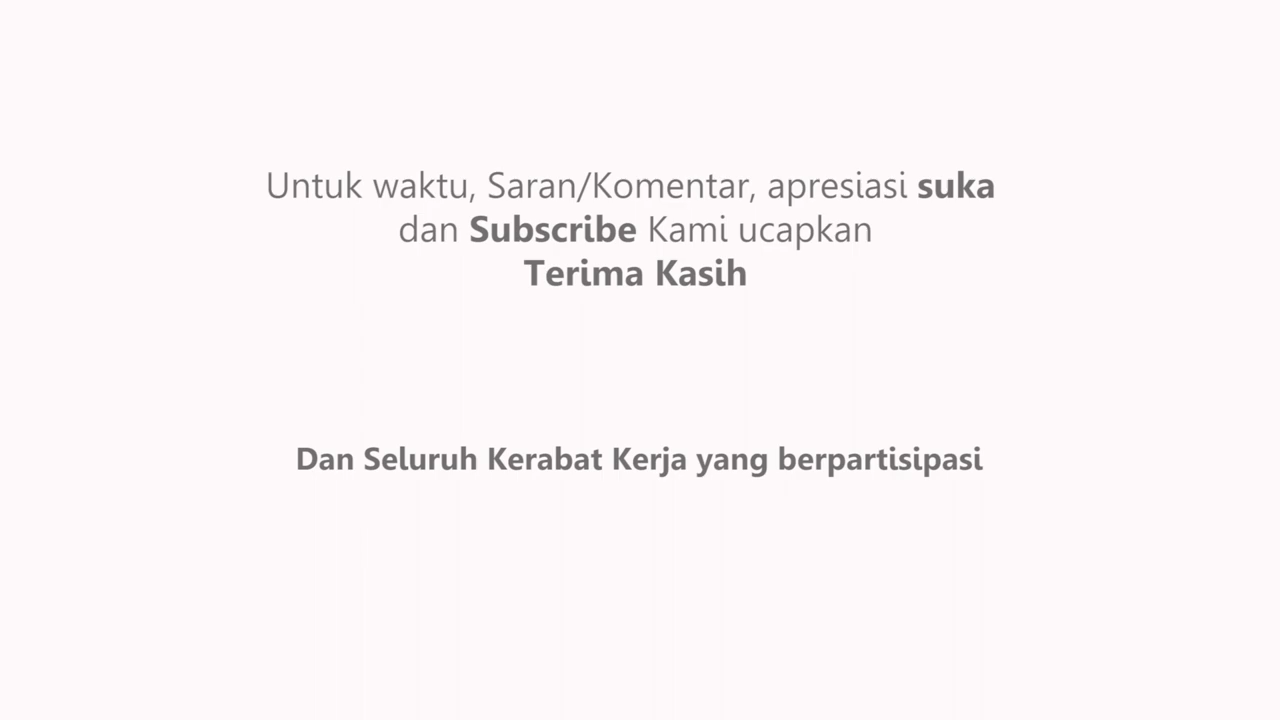 Untuk waktu, Saran/Komentar, apresiasi suka
dan Subscribe Kami ucapkan
Terima Kasih
Dan Seluruh Kerabat Kerja yang berpartisipasi